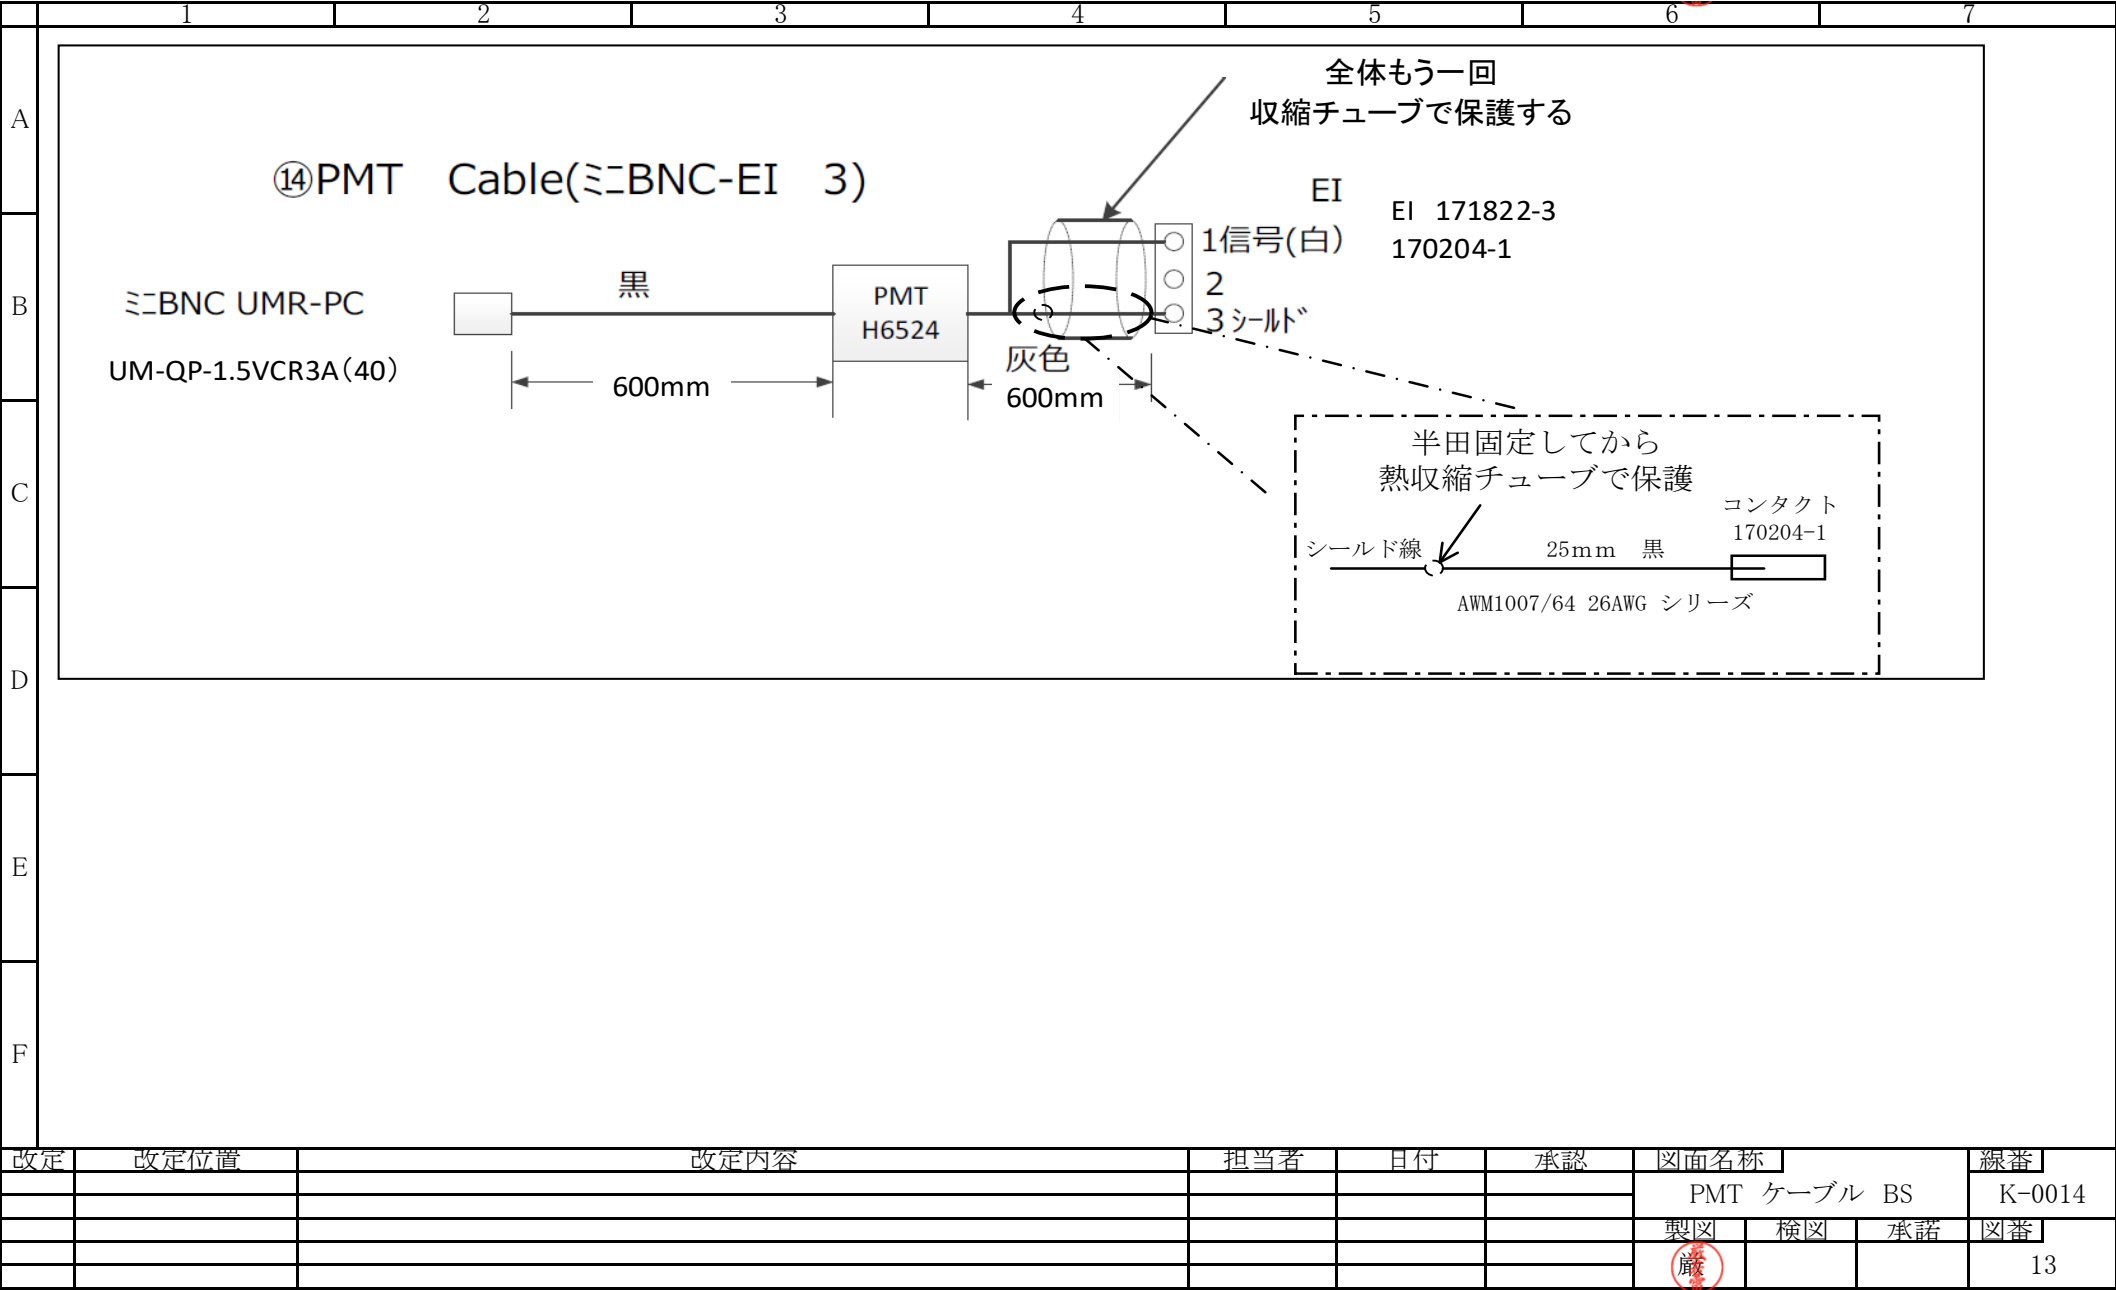 1 2 3 4 5 6 7
A
B
C
D
E
F
全体もう一回
収縮チューブで保護する
⑭PMT　Cable(ﾐﾆBNC-EI　3)
EI
EI 171822-3
170204-1
1信号(白)
2
3 ｼｰﾙﾄﾞ
ﾐﾆBNC UMR-PC
UM-QP-1.5VCR3A(40)
黒
PMT
H6524
灰色
600mm
600mm
半田固定してから
熱収縮チューブで保護
コンタクト
170204-1
シールド線
25mm　黒
AWM1007/64 26AWG シリーズ
改定 改定位置 改定内容 担当者 日付 承認 図面名称 線番
PMT ケーブル BS K-0014
製図 検図 承諾 図番
厳 13